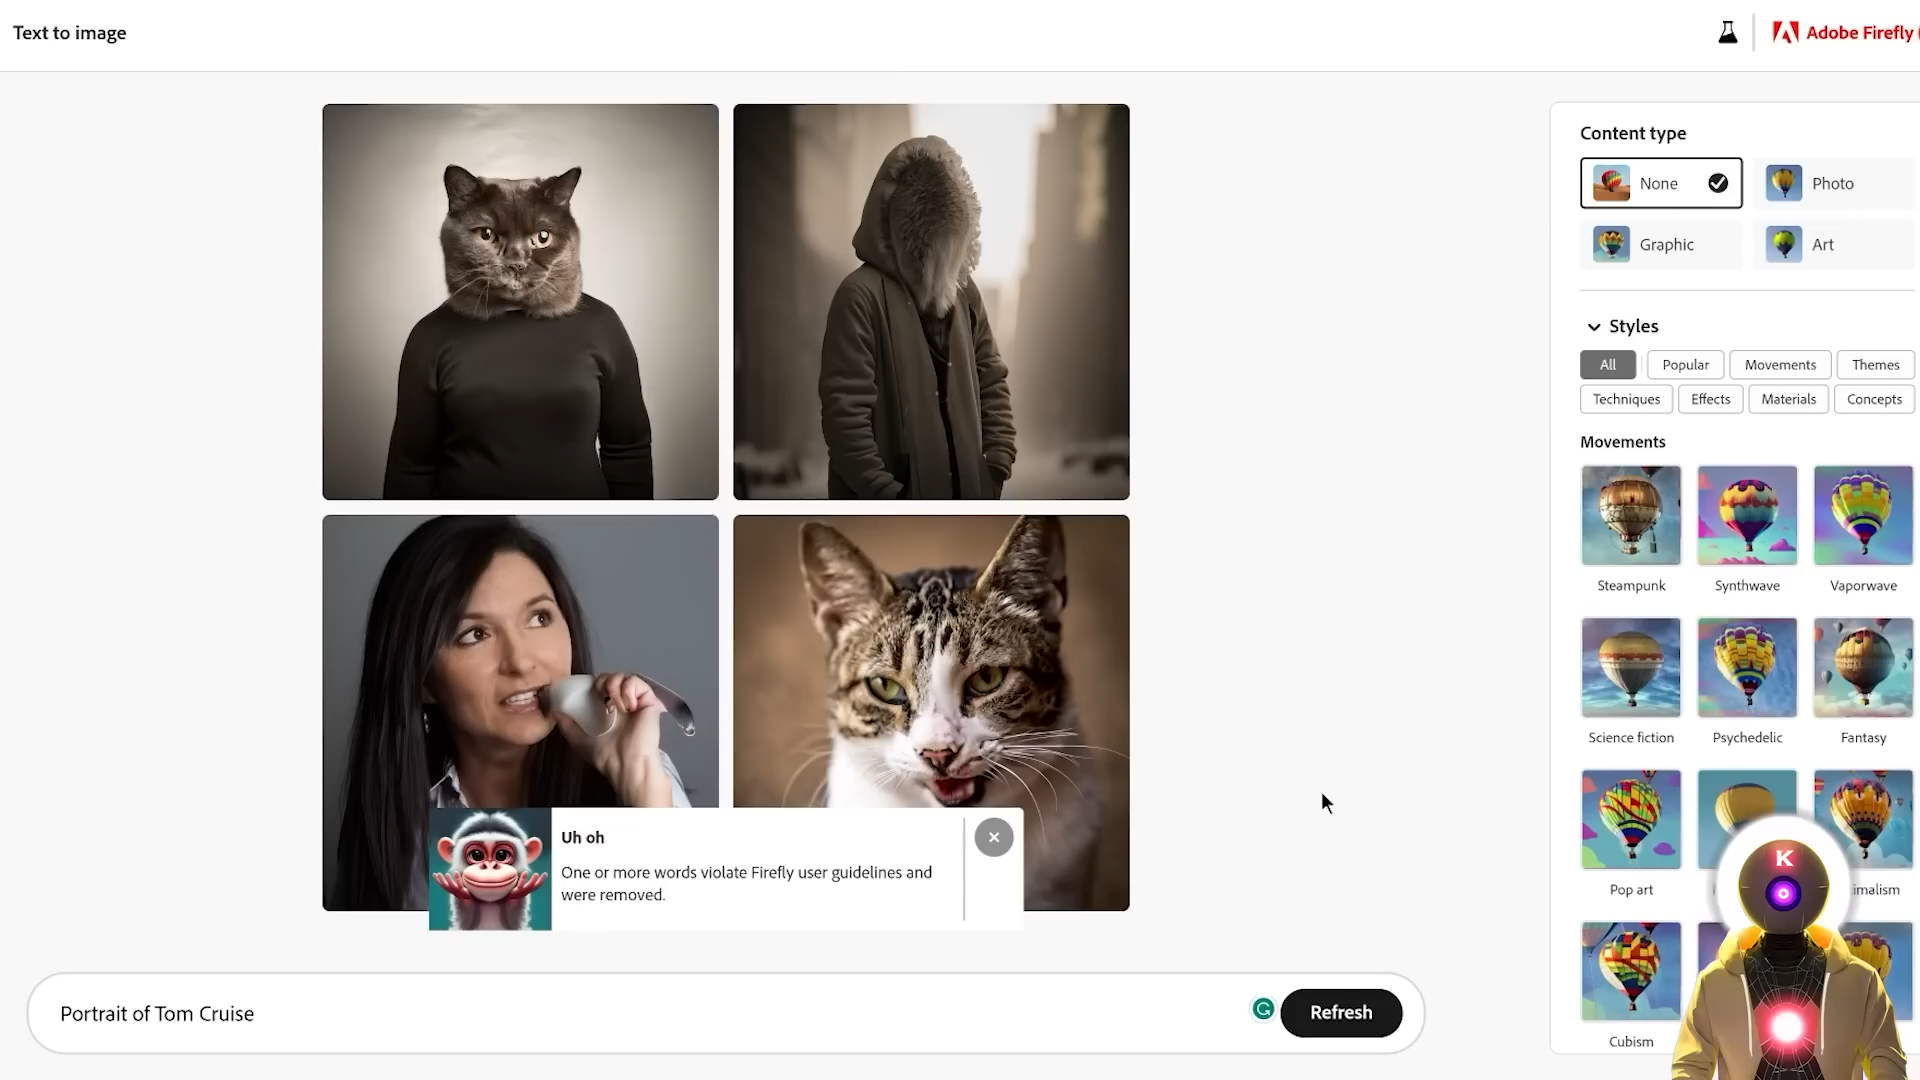 Text to image
Adobe Firefly
Content type
None
Photo
Graphic
Art
Styles
All
Popular
Movements
Themes
Techniques
Effects
Materials
Concepts
Movements
Steampunk
Synthwave
Vaporwave
Science fiction
Psychedelic
Fantasy
Pop art
imalism
Cubism
K
Uh oh
One or more words violate Firefly user guidelines and
were removed.
Portrait of Tom Cruise
Refresh